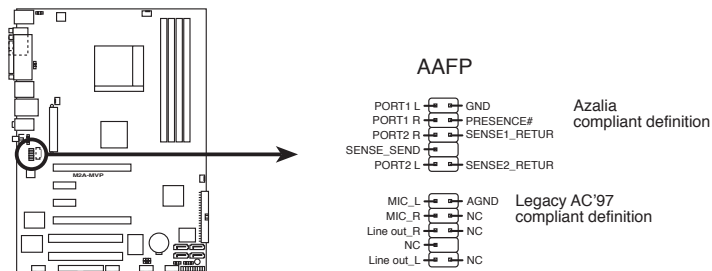 AAFP
PORT1 L GND
PORT1 R PRESENCE#
PORT2 R SENSE1_RETUR
SENSE_SEND
PORT2 L SENSE2_RETUR
Azalia
compliant definition
M2A-MVP
MIC_L AGND
MIC_R NC
Line out_R NC
NC
Line out_L NC
Legacy AC'97
compliant definition